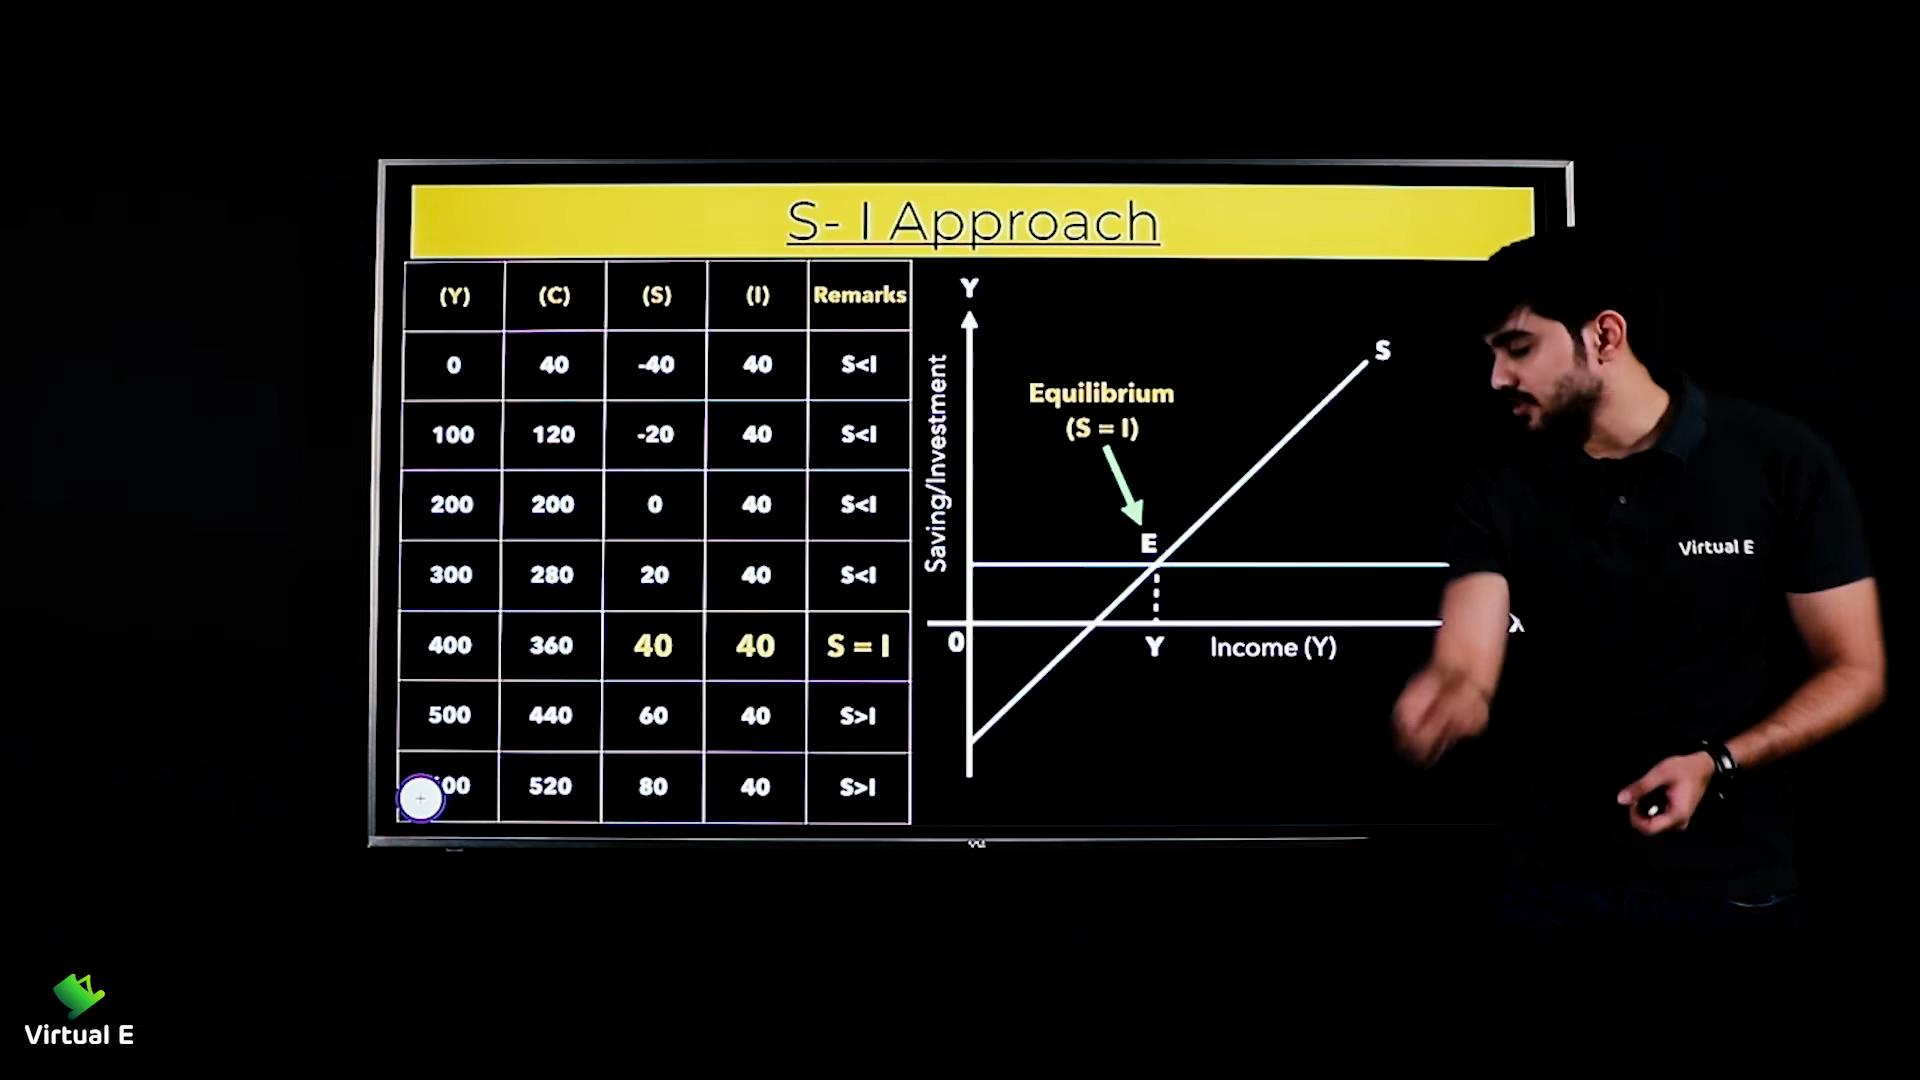 S- I Approach
(Y) (C) (S) (I) Remarks
0 40 -40 40 S<I
100 120 -20 40 S<I
200 200 0 40 S<I
300 280 20 40 S<I
400 360 40 40 S = I
500 440 60 40 S>I
00 520 80 40 S>I
Y
Saving/Investment
S
Equilibrium
(S = I)
E
0
Y
Income (Y)
Virtual E
Virtual E